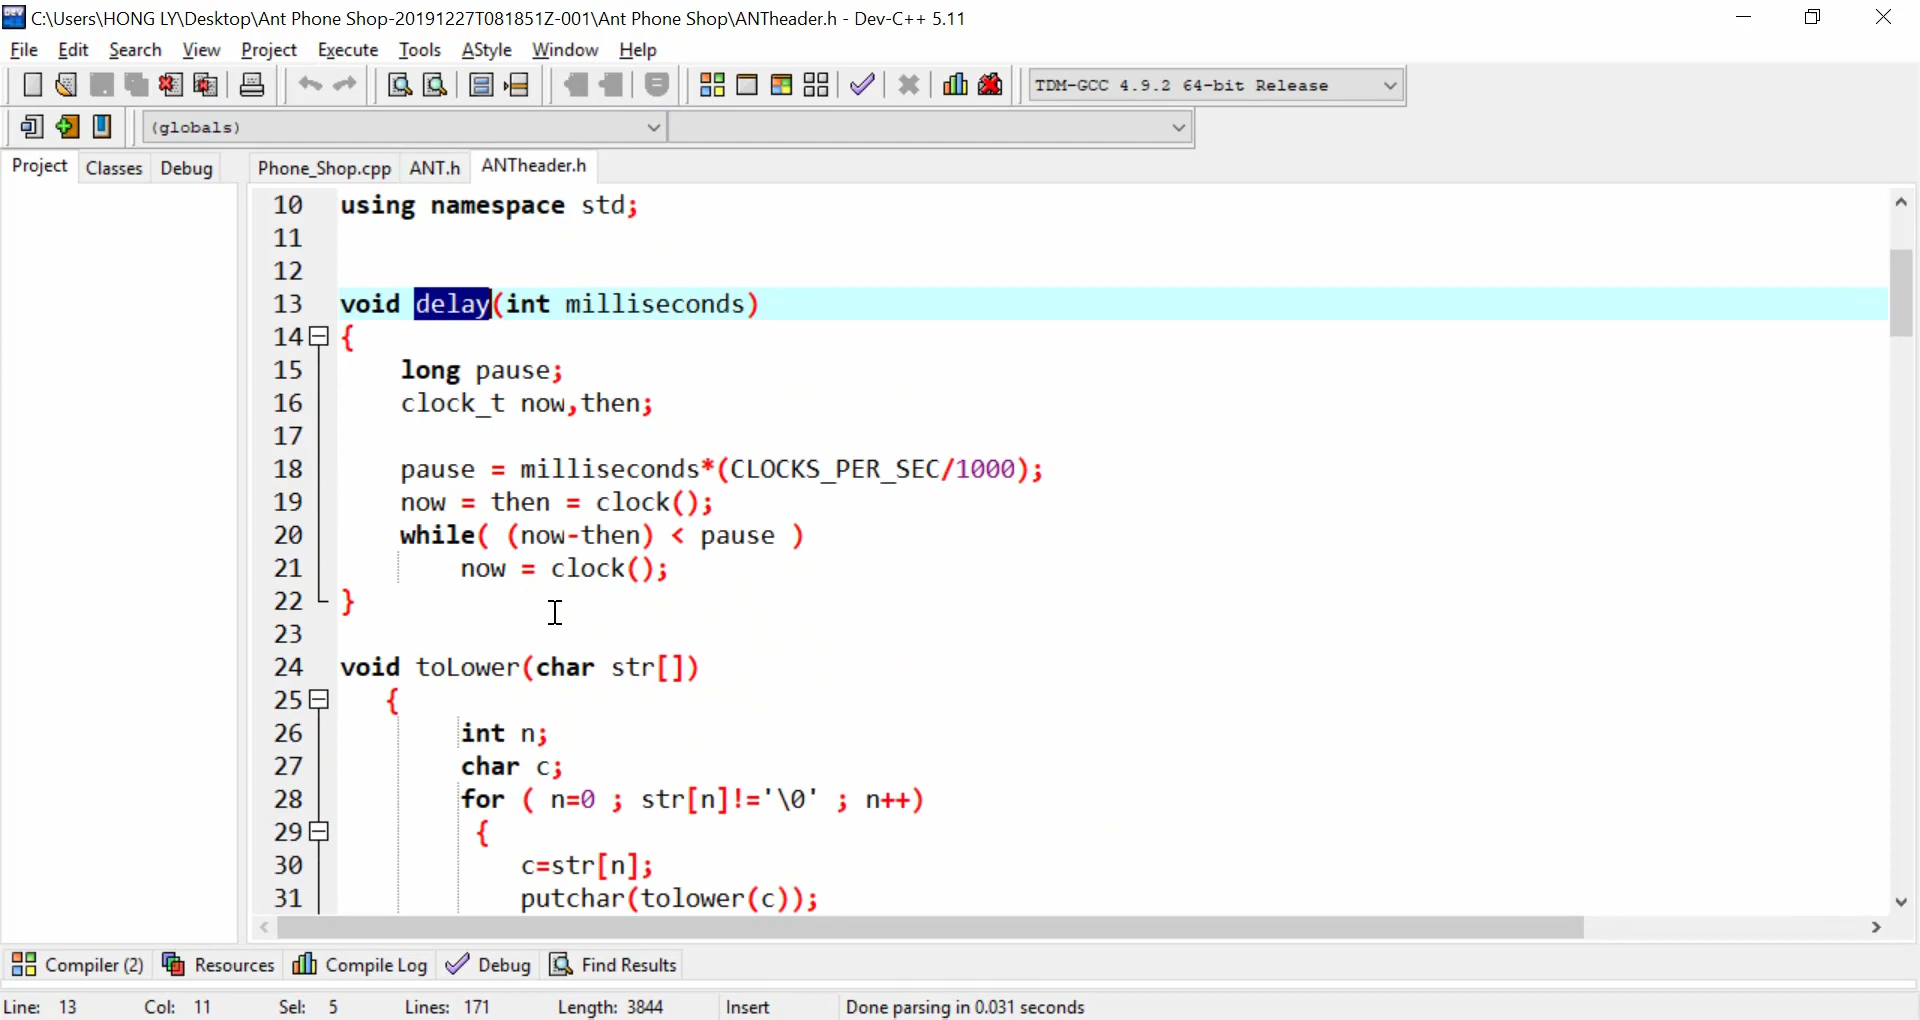 C:\Users\HONG LY\Desktop\Ant Phone Shop-20191227T081851Z-001\Ant Phone Shop\ANTheader.h - Dev-C++ 5.11
File Edit Search View Project Execute Tools AStyle Window Help
TDM-GCC 4.9.2 64-bit Release
(globals)
Project Classes Debug Phone_Shop.cpp ANT.h ANTheader.h
10 using namespace std;
11
12
13 void delay(int milliseconds)
14 {
15 long pause;
16 clock_t now,then;
17
18 pause = milliseconds*(CLOCKS_PER_SEC/1000);
19 now = then = clock();
20 while( (now-then) < pause )
21 now = clock();
22 }
23
24 void toLower(char str[])
25 {
26 int n;
27 char c;
28 for ( n=0 ; str[n]!='\0' ; n++)
29 {
30 c=str[n];
31 putchar(tolower(c));
Compiler (2) Resources Compile Log Debug Find Results
Line: 13 Col: 11 Sel: 5 Lines: 171 Length: 3844 Insert Done parsing in 0.031 seconds